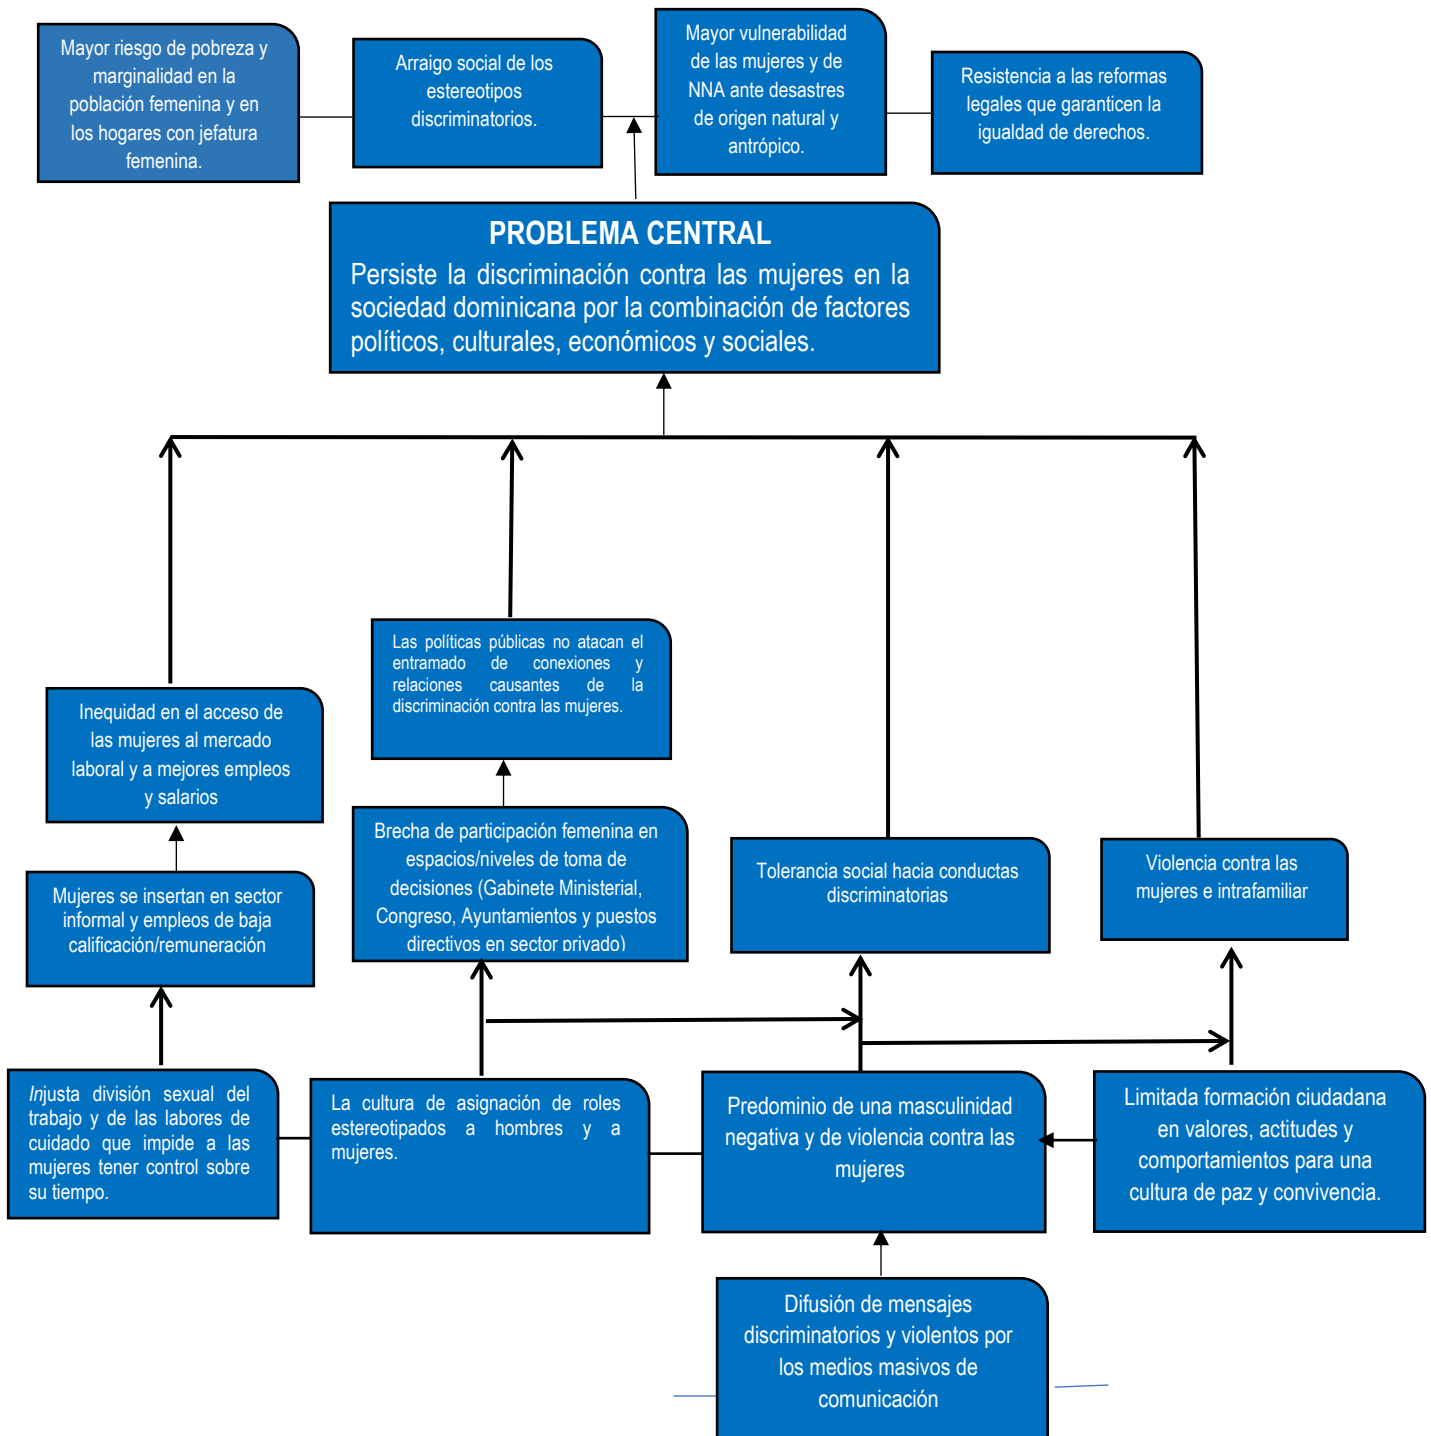 Mayor riesgo de pobreza y
marginalidad en la
población femenina y en
los hogares con jefatura
femenina.
Arraigo social de los
estereotipos
discriminatorios.
Mayor vulnerabilidad
de las mujeres y de
NNA ante desastres
de origen natural y
antrópico.
Resistencia a las reformas
legales que garanticen la
igualdad de derechos.
PROBLEMA CENTRAL
Persiste la discriminación contra las mujeres en la
sociedad dominicana por la combinación de factores
políticos, culturales, económicos y sociales.
Las políticas públicas no atacan el
entramado de conexiones y
relaciones causantes de la
discriminación contra las mujeres.
Inequidad en el acceso de
las mujeres al mercado
laboral y a mejores empleos
y salarios
Brecha de participación femenina en
espacios/niveles de toma de
decisiones (Gabinete Ministerial,
Congreso, Ayuntamientos y puestos
directivos en sector privado)
Tolerancia social hacia conductas
discriminatorias
Violencia contra las
mujeres e intrafamiliar
Mujeres se insertan en sector
informal y empleos de baja
calificación/remuneración
Injusta división sexual del
trabajo y de las labores de
cuidado que impide a las
mujeres tener control sobre
su tiempo.
La cultura de asignación de roles
estereotipados a hombres y a
mujeres.
Predominio de una masculinidad
negativa y de violencia contra las
mujeres
Limitada formación ciudadana
en valores, actitudes y
comportamientos para una
cultura de paz y convivencia.
Difusión de mensajes
discriminatorios y violentos por
los medios masivos de
comunicación